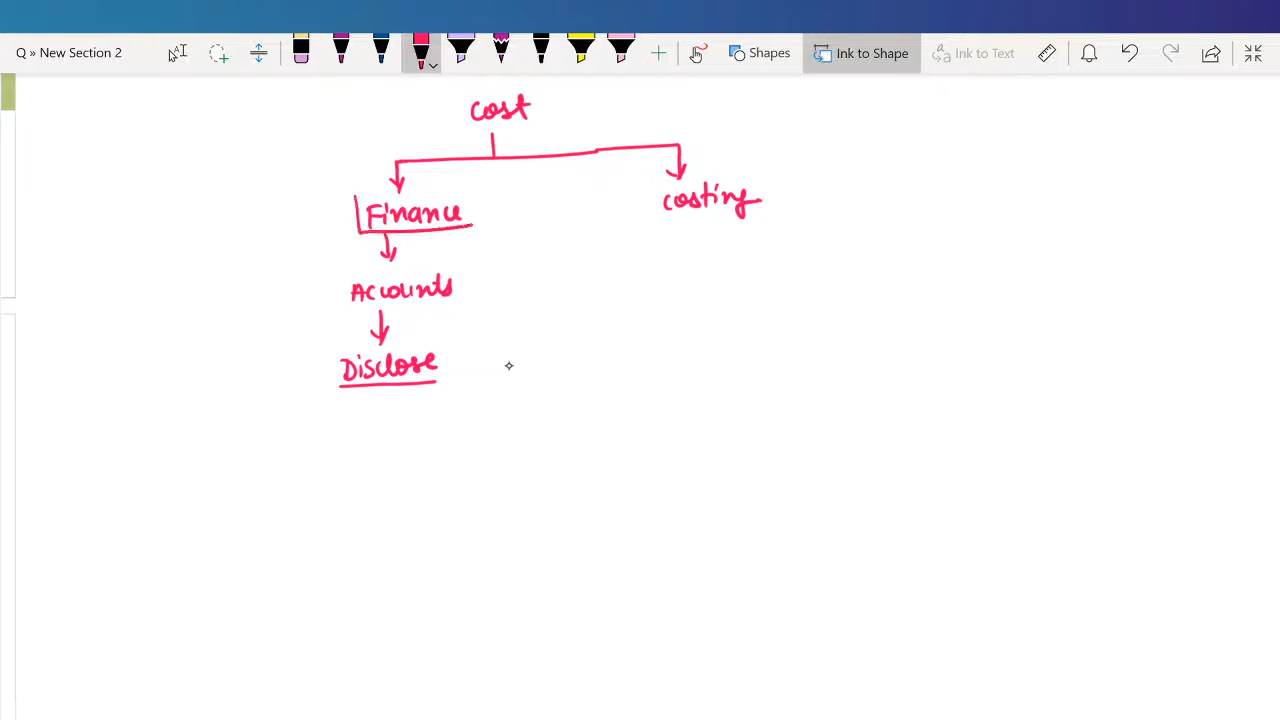 Q » New Section 2
Shapes
Ink to Shape
Ink to Text
Cost
Finance
Costing
Accounts
Disclose